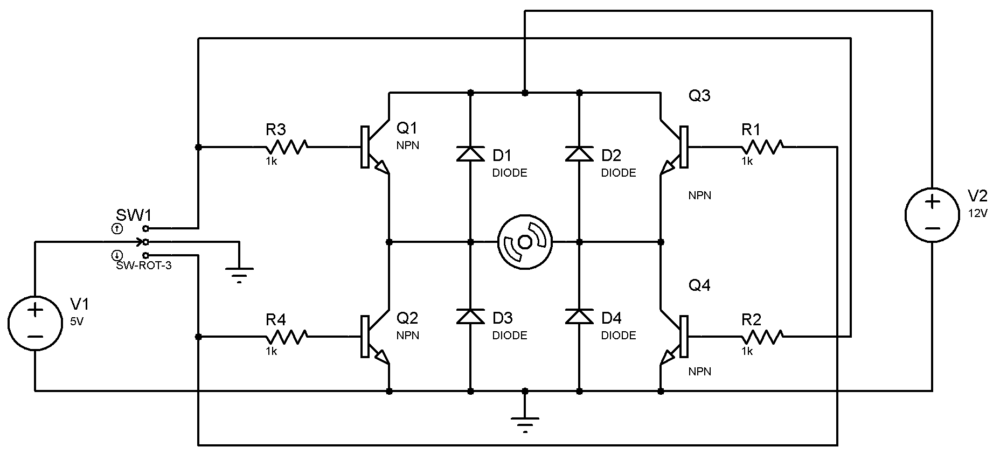 Q3
R3
1k
Q1
NPN
R1
1k
D1
DIODE
D2
DIODE
NPN
V2
12V
SW1
SW-ROT-3
V1
5V
Q4
R4
1k
Q2
NPN
D3
DIODE
D4
DIODE
R2
1k
NPN